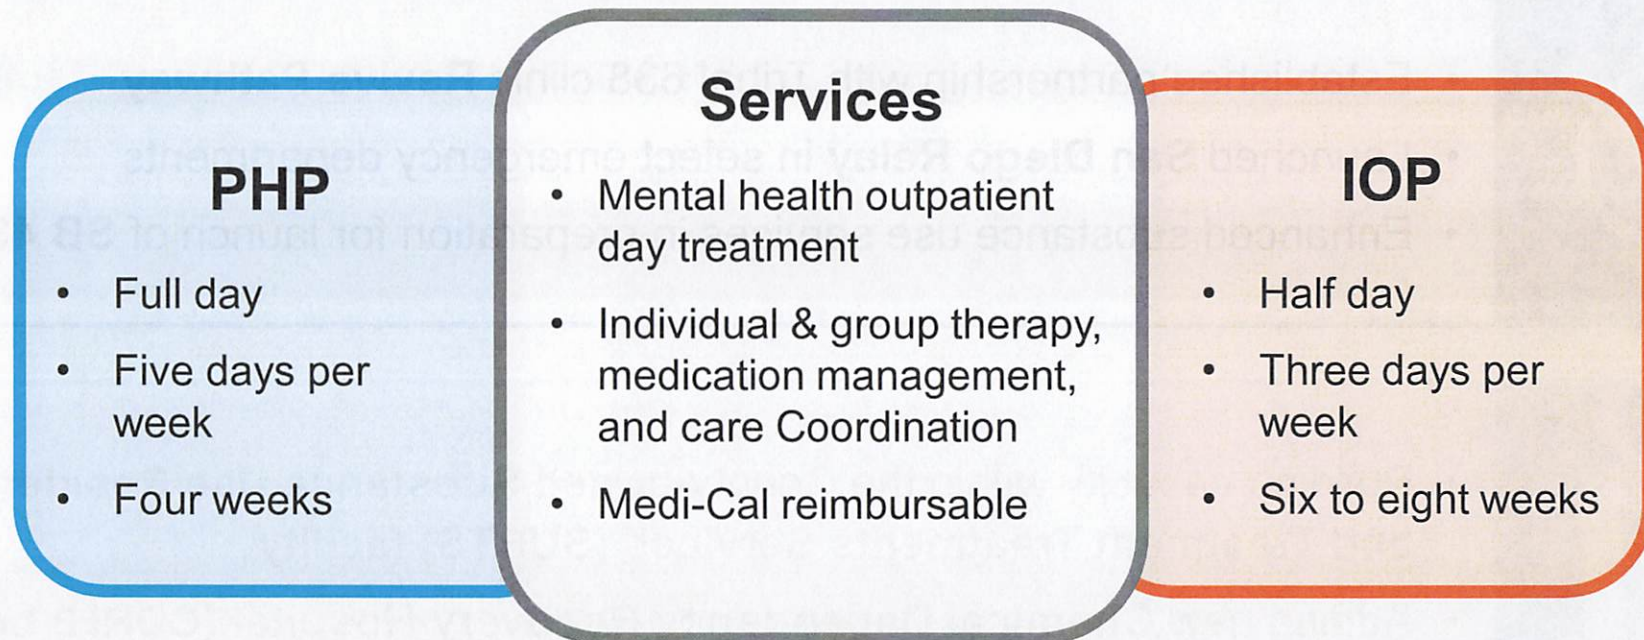 PHP
• Full day
• Five days per
week
• Four weeks
Services
• Mental health outpatient
day treatment
• Individual & group therapy,
medication management,
and care Coordination
• Medi-Cal reimbursable
IOP
• Half day
• Three days per
week
• Six to eight weeks